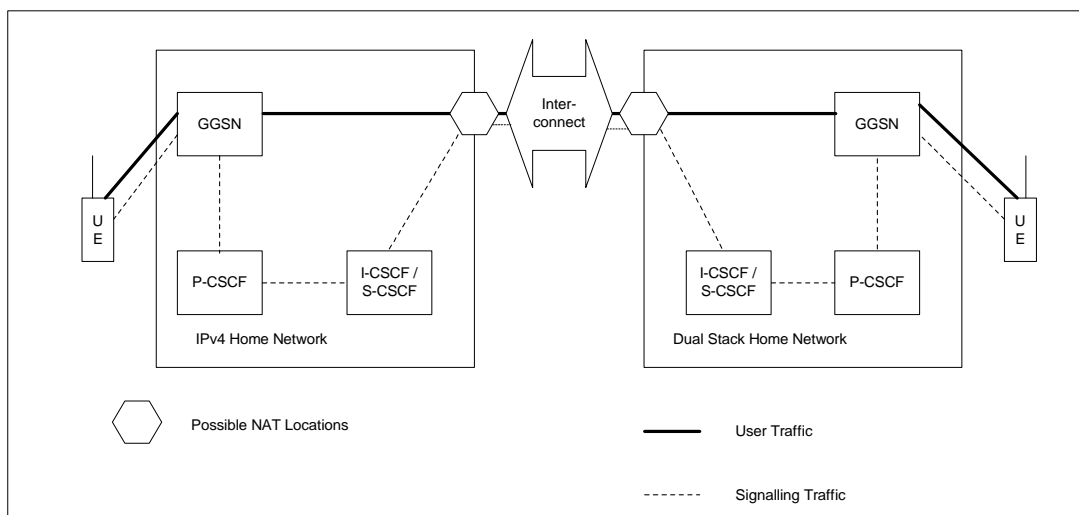 Inter-
connect
GGSN
GGSN
U
E
U
E
P-CSCF
I-CSCF /
S-CSCF
I-CSCF /
S-CSCF
P-CSCF
IPv4 Home Network
Dual Stack Home Network
Possible NAT Locations
User Traffic
Signalling Traffic